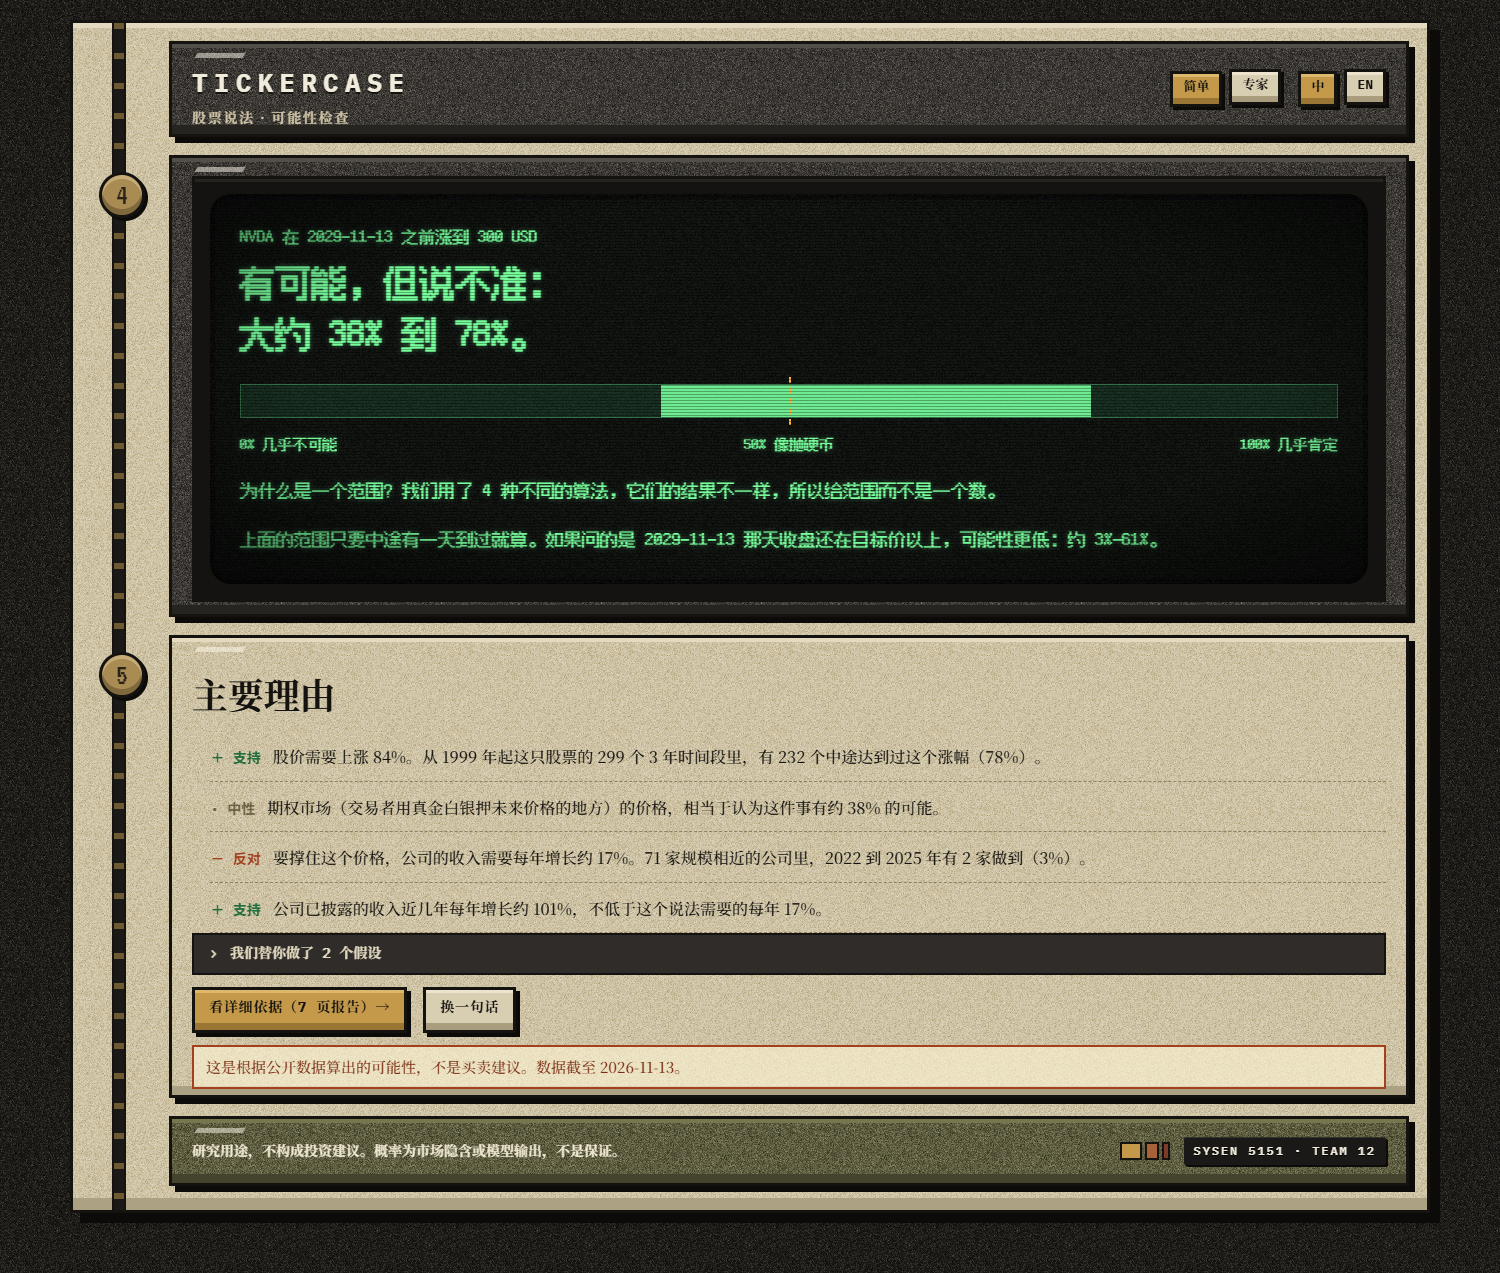 TICKERCASE
股票说法 · 可能性检查
简单 专家 中 EN
4
NVDA 在 2029-11-13 之前涨到 300 USD
有可能，但说不准：
大约 38% 到 78%。
0% 几乎不可能 50% 像抛硬币 100% 几乎肯定
为什么是一个范围？我们用了 4 种不同的算法，它们的结果不一样，所以给范围而不是一个数。
上面的范围只要中途有一天到过就算。如果问的是 2029-11-13 那天收盘还在目标价以上，可能性更低：约 3%–61%。
5
主要理由
+ 支持 股价需要上涨 84%。从 1999 年起这只股票的 299 个 3 年时间段里，有 232 个中途达到过这个涨幅（78%）。
· 中性 期权市场（交易者用真金白银押未来价格的地方）的价格，相当于认为这件事有约 38% 的可能。
− 反对 要撑住这个价格，公司的收入需要每年增长约 17%。71 家规模相近的公司里，2022 到 2025 年有 2 家做到（3%）。
+ 支持 公司已披露的收入近几年每年增长约 101%，不低于这个说法需要的每年 17%。
› 我们替你做了 2 个假设
看详细依据（7 页报告）→ 换一句话
这是根据公开数据算出的可能性，不是买卖建议。数据截至 2026-11-13。
研究用途，不构成投资建议。概率为市场隐含或模型输出，不是保证。
SYSEN 5151 · TEAM 12